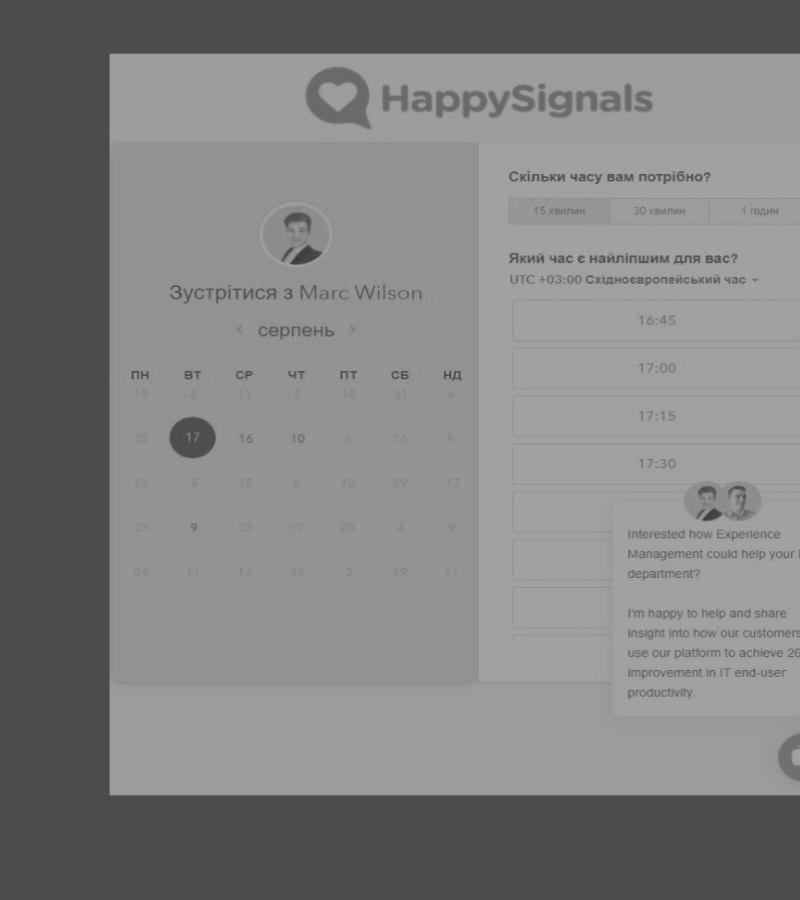 HappySignals
Зустрітися з Marc Wilson
серпень
ПН ВТ СР ЧТ ПТ СБ НД
19 8 11 8 18 31 6
22 17 16 10 5 16 5
12 9 15 6 12 29 17
25 9 23 17 28 4 9
29 11 14 16 2 19 11
Скільки часу вам потрібно?
15 хвилин 30 хвилин 1 годин
Який час є найліпшим для вас?
UTC +03:00 Східноєвропейський час
16:45
17:00
17:15
17:30
Interested how Experience
Management could help your
department?
I'm happy to help and share
insight into how our customers
use our platform to achieve 26
improvement in IT end-user
productivity.